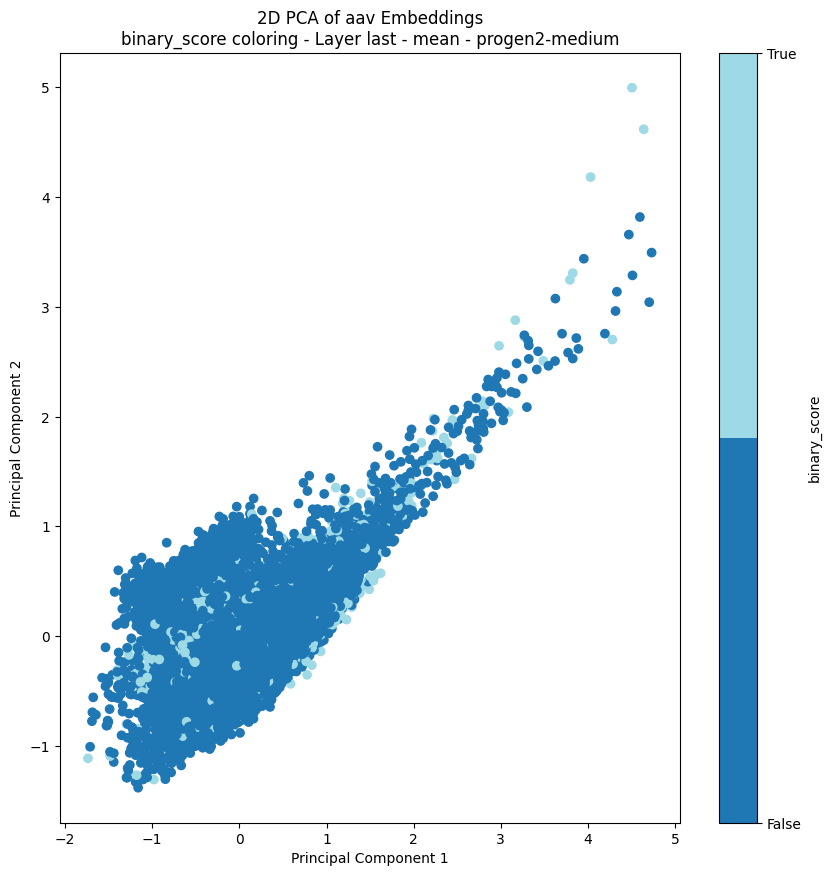 2D PCA of aav Embeddings
binary_score coloring - Layer last - mean - progen2-medium
True
5
4
3
2
1
0
−1
Principal Component 2
−2
−1
0
1
2
3
4
5
Principal Component 1
binary_score
False